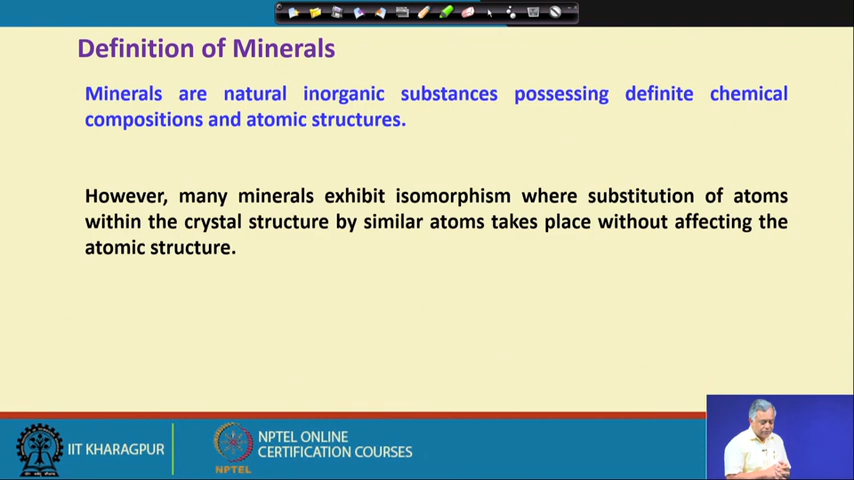 Definition of Minerals
Minerals are natural inorganic substances possessing definite chemical
compositions and atomic structures.
However, many minerals exhibit isomorphism where substitution of atoms
within the crystal structure by similar atoms takes place without affecting the
atomic structure.
IIT KHARAGPUR
NPTEL
NPTEL ONLINE
CERTIFICATION COURSES